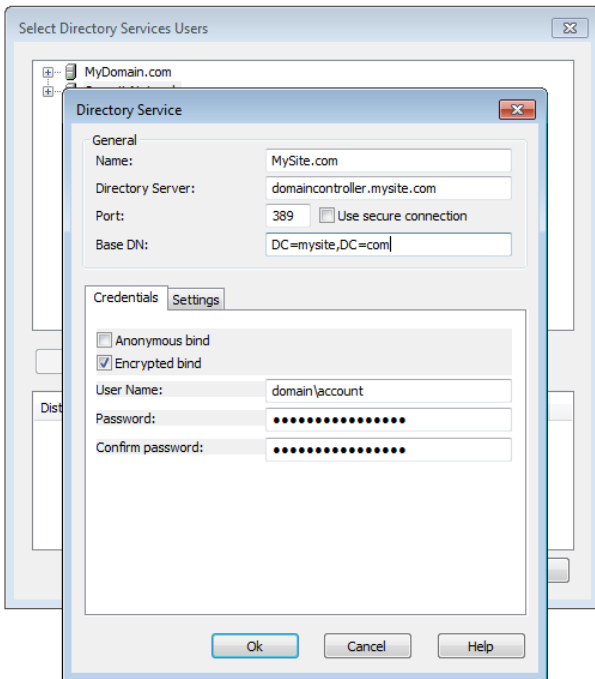 Select Directory Services Users
MyDomain.com
Directory Service
General
Name: MySite.com
Directory Server: domaincontroller.mysite.com
Port: 389 Use secure connection
Base DN: DC=mysite,DC=com
Credentials Settings
Anonymous bind
Encrypted bind
User Name: domain\account
Dist
Password: ••••••••••••••••
Confirm password: ••••••••••••••••
Ok Cancel Help